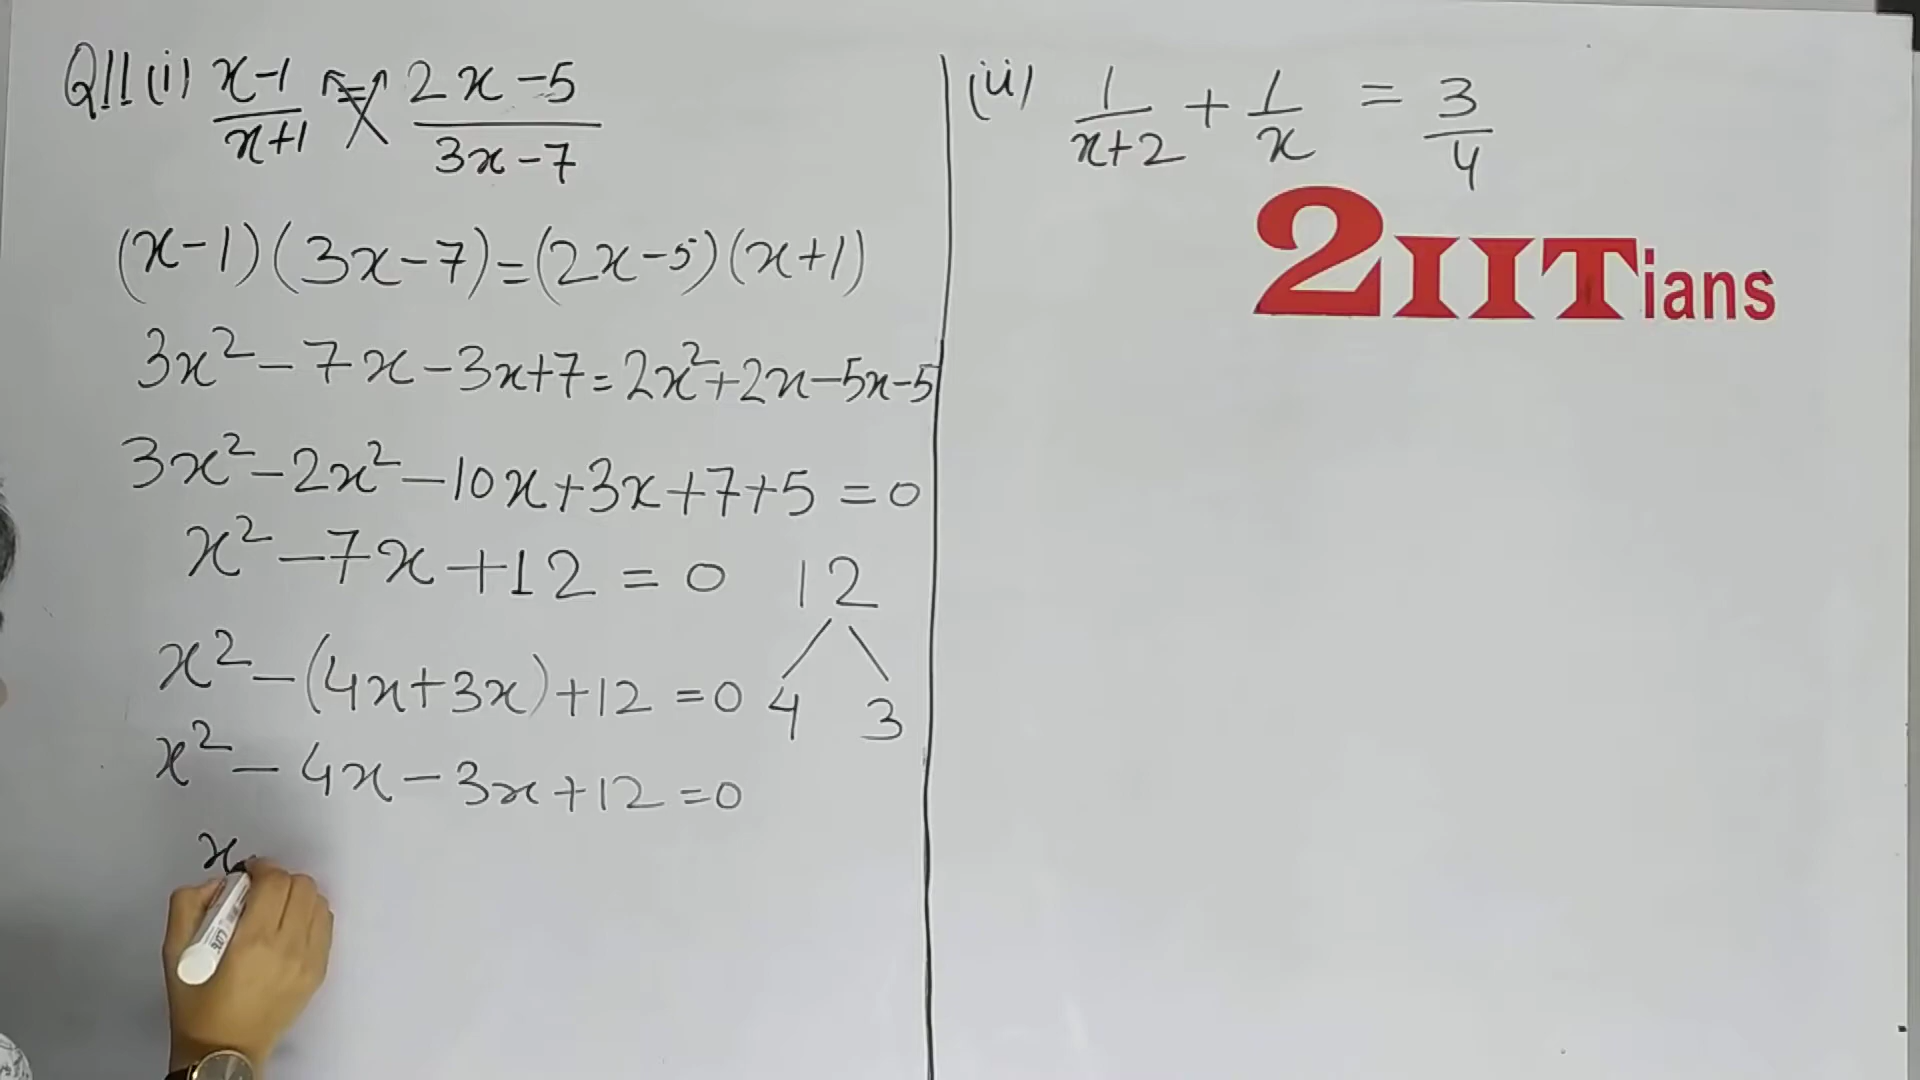 Q11(i) x-1/x+1 = 2x-5/3x-7
(x-1)(3x-7)=(2x-5)(x+1)
3x²-7x-3x+7=2x²+2x-5x-5
3x²-2x²-10x+3x+7+5=0
x²-7x+12=0
12
4 3
x²-(4x+3x)+12=0
x²-4x-3x+12=0
x
(ii) 1/x+2 + 1/x = 3/4
2IITians